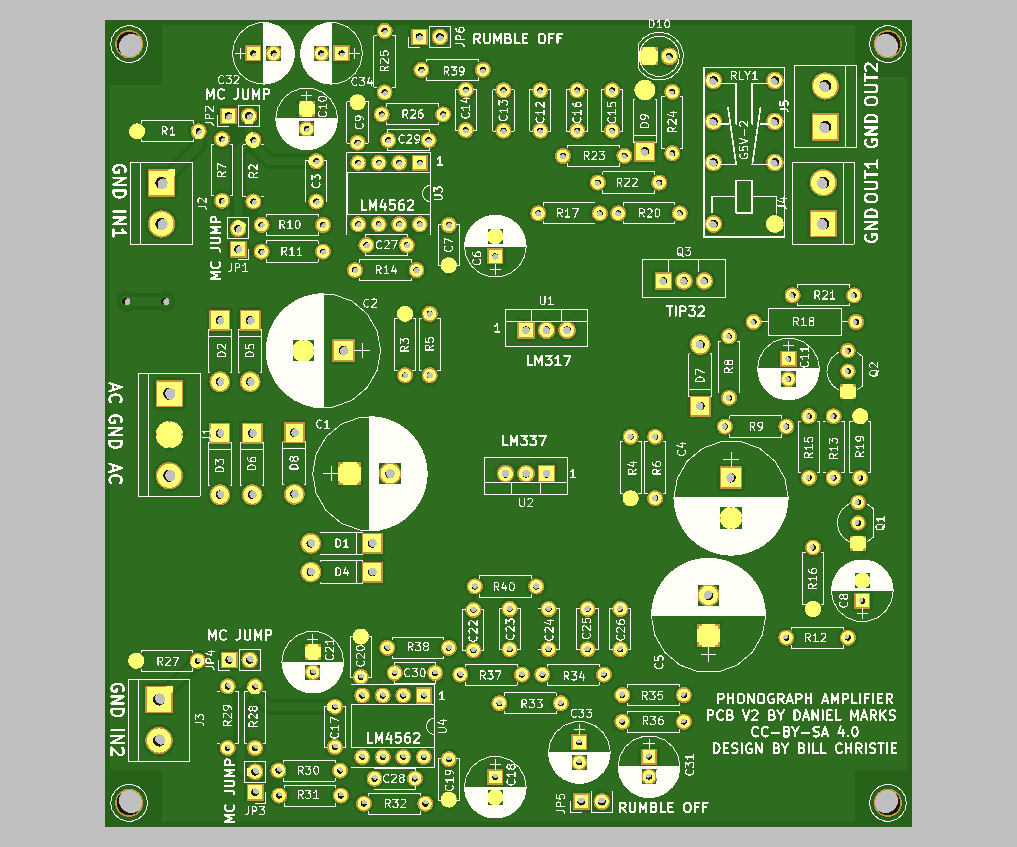 D10
JP6
RUMBLE OFF
R25
C32
C34
R39
RLY1
OUT2
MC JUMP
JP2
C10
C9
R26
C14
C13
C12
C16
C15
D9
R24
J5
GND
G5V-2
R1
C29
1
R23
R7
R2
C3
U3
R22
OUT1
GND IN1
J2
LM4562
R17
R20
J4
GND
MC JUMP
R10
C7
C6
C27
R11
JP1
R14
Q3
TIP32
R21
C2
U1
R18
D2
D5
R3
R5
1
LM317
C11
Q2
D7
R8
AC GND AC
J1
C1
LM337
R9
C4
R15
R13
R19
D3
D6
D8
1
R4
R6
U2
Q1
D1
D4
R16
R40
C8
MC JUMP
C21
C20
R38
C22
C23
C24
C25
C26
C5
R12
R27
JP4
C30
R37
R34
GND IN2
J3
R29
R28
C17
1
U4
LM4562
R33
R35
R36
C33
C31
PHONOGRAPH AMPLIFIER
PCB V2 BY DANIEL MARKS
CC-BY-SA 4.0
DESIGN BY BILL CHRISTIE
MC JUMP
R30
C28
C19
C18
R31
JP3
R32
JP5
RUMBLE OFF